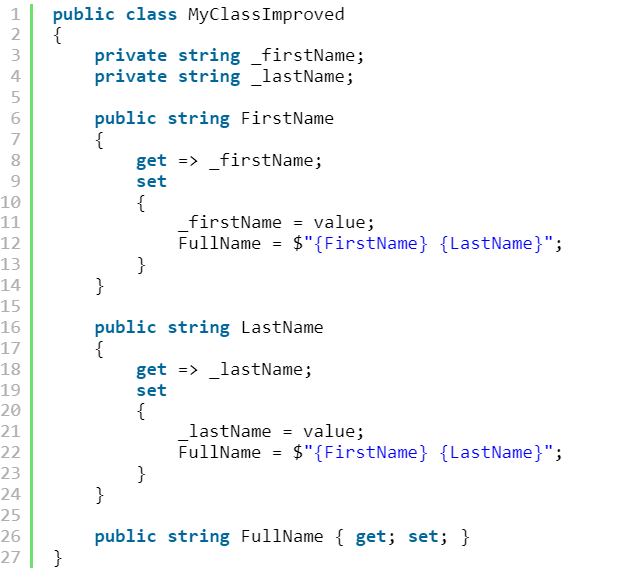 1 public class MyClassImproved
2 {
3     private string _firstName;
4     private string _lastName;
5
6     public string FirstName
7     {
8         get => _firstName;
9         set
10         {
11             _firstName = value;
12             FullName = $"{FirstName} {LastName}";
13         }
14     }
15
16     public string LastName
17     {
18         get => _lastName;
19         set
20         {
21             _lastName = value;
22             FullName = $"{FirstName} {LastName}";
23         }
24     }
25
26     public string FullName { get; set; }
27 }